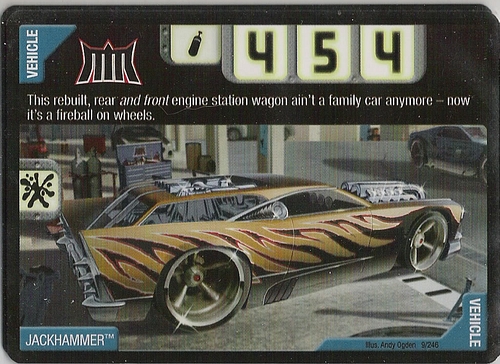 VEHICLE
4 5 4
This rebuilt, rear and front engine station wagon ain't a family car anymore – now
it's a fireball on wheels.
JACKHAMMER™
Illus. Andy Ogden 9/246
VEHICLE